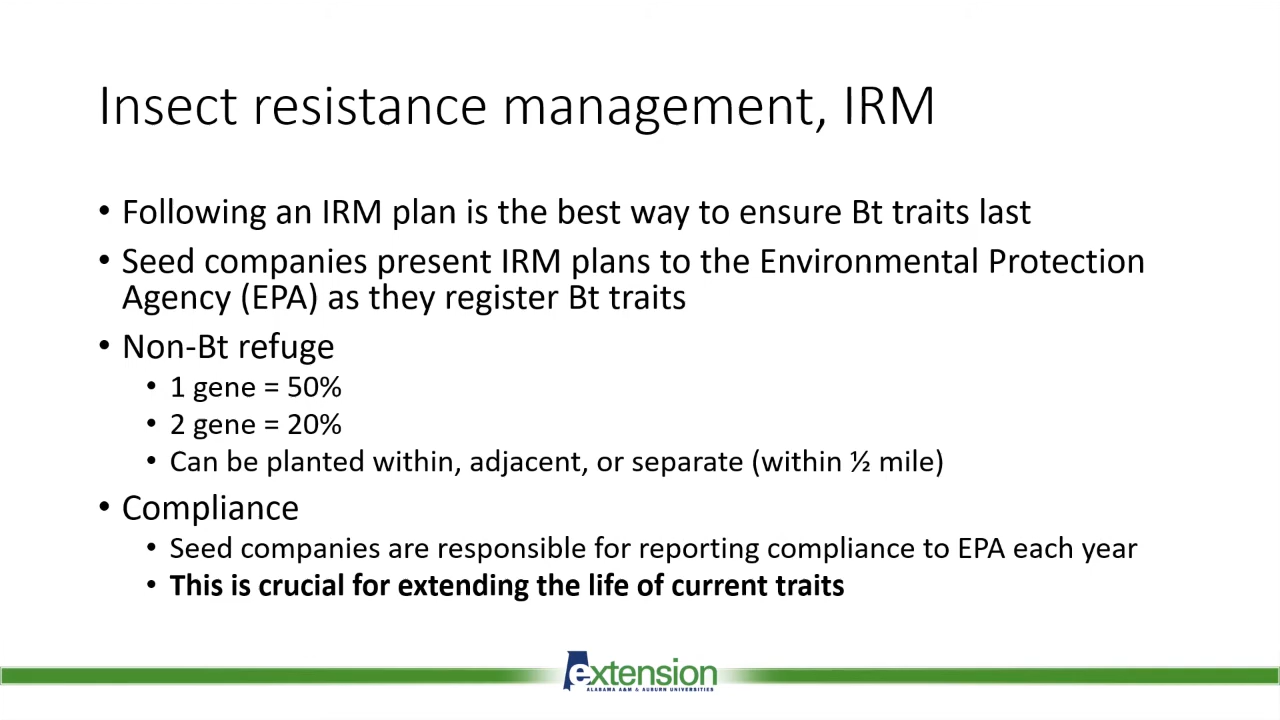 Insect resistance management, IRM
• Following an IRM plan is the best way to ensure Bt traits last
• Seed companies present IRM plans to the Environmental Protection
Agency (EPA) as they register Bt traits
• Non-Bt refuge
• 1 gene = 50%
• 2 gene = 20%
• Can be planted within, adjacent, or separate (within ½ mile)
• Compliance
• Seed companies are responsible for reporting compliance to EPA each year
• This is crucial for extending the life of current traits
extension
ALABAMA A&M & AUBURN UNIVERSITIES